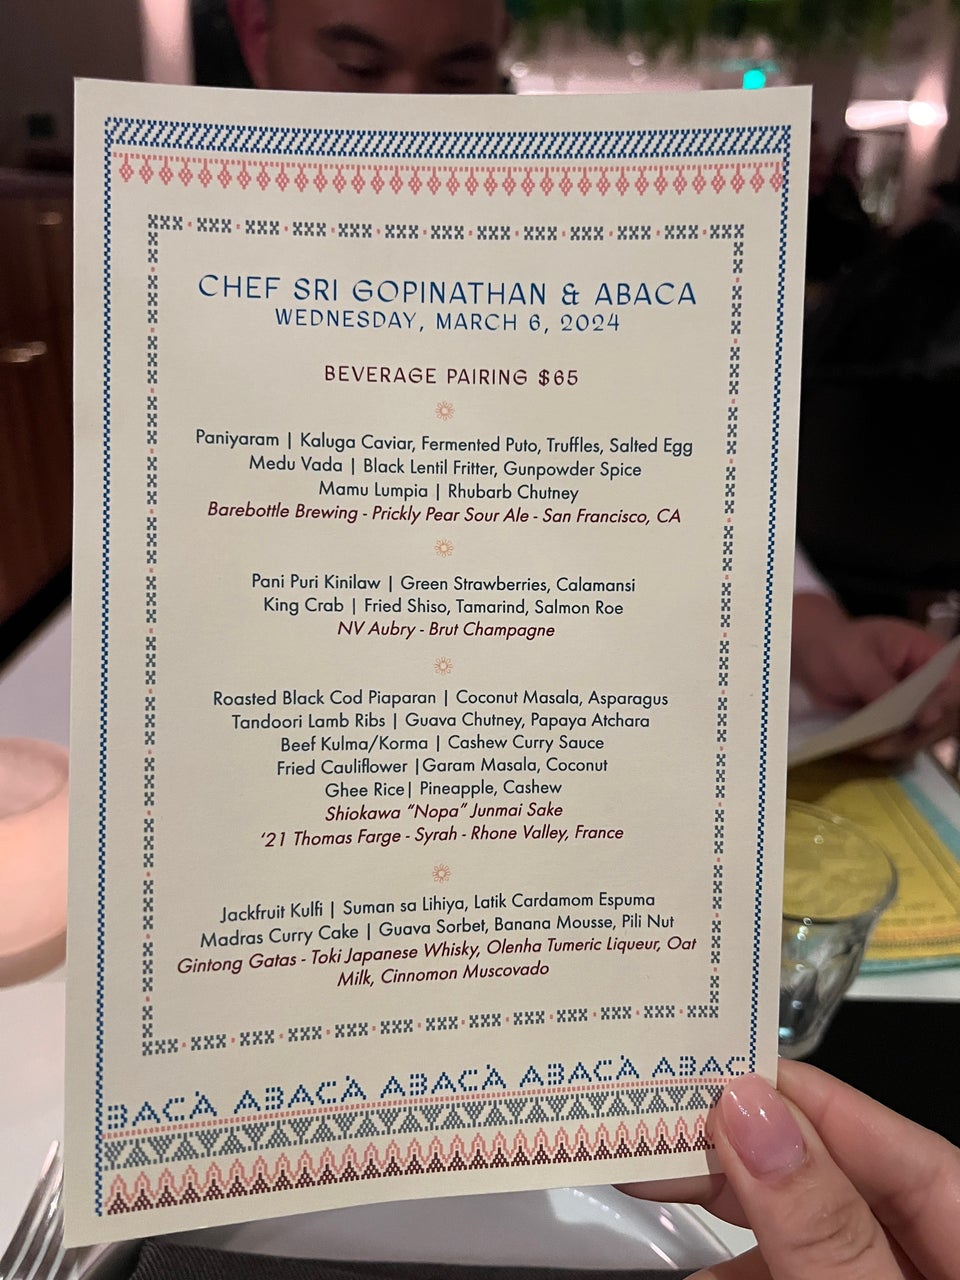 CHEF SRI GOPINATHAN & ABACA
WEDNESDAY, MARCH 6, 2024
BEVERAGE PAIRING $65
Paniyaram | Kaluga Caviar, Fermented Puto, Truffles, Salted Egg
Medu Vada | Black Lentil Fritter, Gunpowder Spice
Mamu Lumpia | Rhubarb Chutney
Barebottle Brewing - Prickly Pear Sour Ale - San Francisco, CA
Pani Puri Kinilaw | Green Strawberries, Calamansi
King Crab | Fried Shiso, Tamarind, Salmon Roe
NV Aubry - Brut Champagne
Roasted Black Cod Piaparan | Coconut Masala, Asparagus
Tandoori Lamb Ribs | Guava Chutney, Papaya Atchara
Beef Kulma/Korma | Cashew Curry Sauce
Fried Cauliflower |Garam Masala, Coconut
Ghee Rice| Pineapple, Cashew
Shiokawa “Nopa” Junmai Sake
‘21 Thomas Farge - Syrah - Rhone Valley, France
Jackfruit Kulfi | Suman sa Lihiya, Latik Cardamom Espuma
Madras Curry Cake | Guava Sorbet, Banana Mousse, Pili Nut
Gintong Gatas - Toki Japanese Whisky, Olenha Tumeric Liqueur, Oat
Milk, Cinnomon Muscovado
BACÀ ABACÀ ABACÀ ABACÀ ABAC